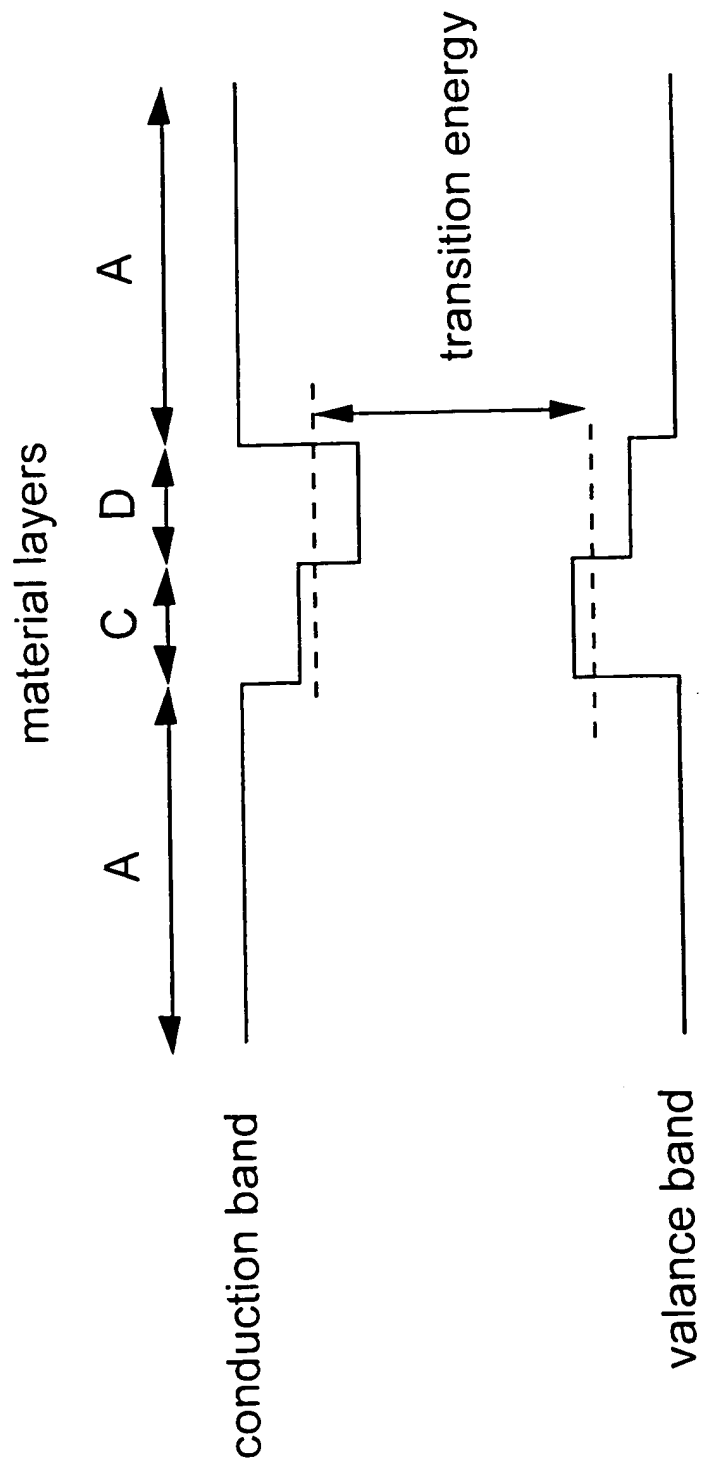 material layers
A
C
D
A
conduction band
transition energy
valance band